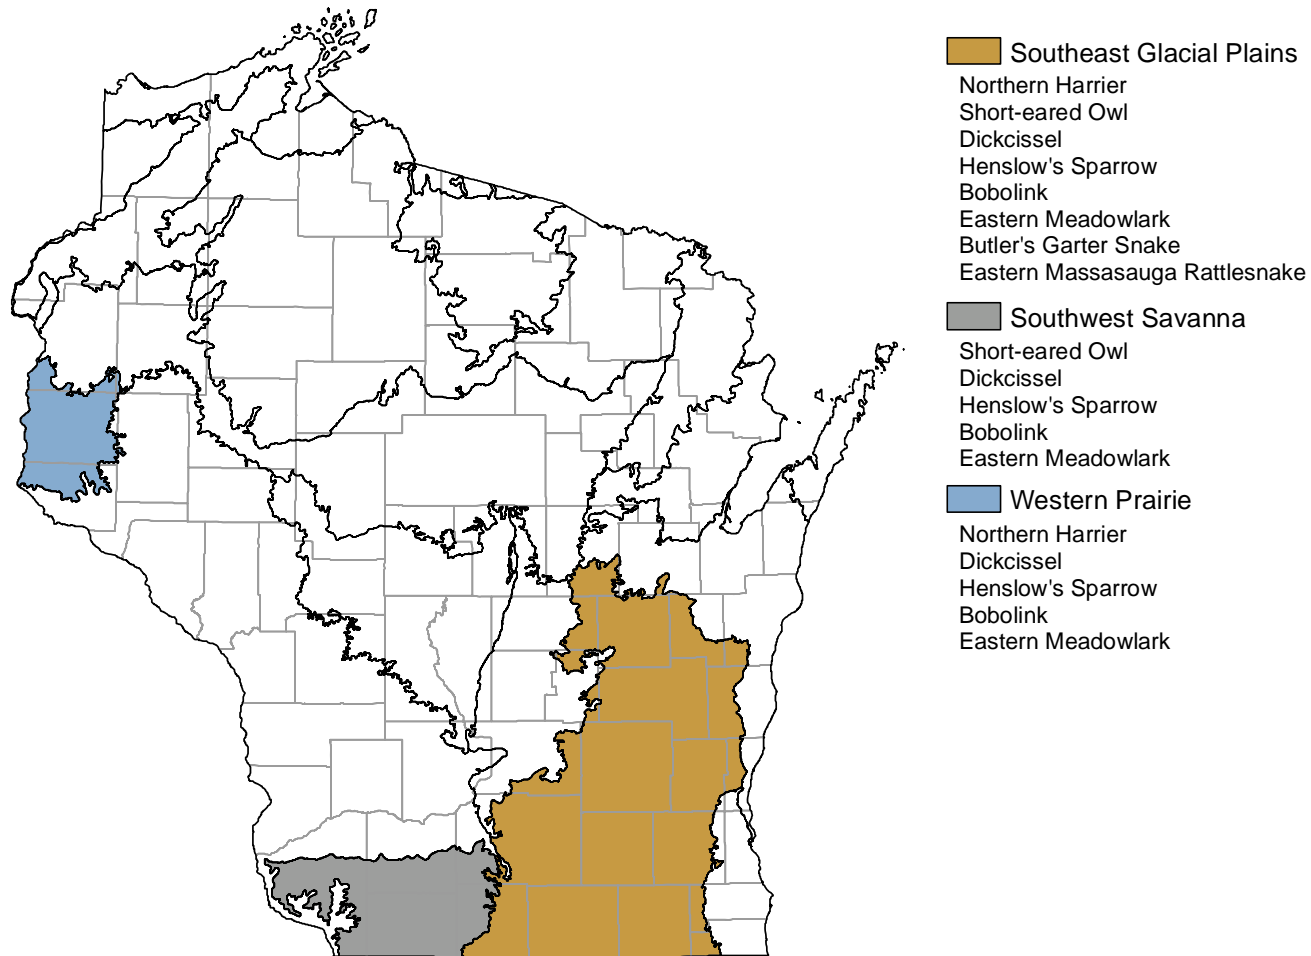 Southeast Glacial Plains
Northern Harrier
Short-eared Owl
Dickcissel
Henslow's Sparrow
Bobolink
Eastern Meadowlark
Butler's Garter Snake
Eastern Massasauga Rattlesnake
Southwest Savanna
Short-eared Owl
Dickcissel
Henslow's Sparrow
Bobolink
Eastern Meadowlark
Western Prairie
Northern Harrier
Dickcissel
Henslow's Sparrow
Bobolink
Eastern Meadowlark